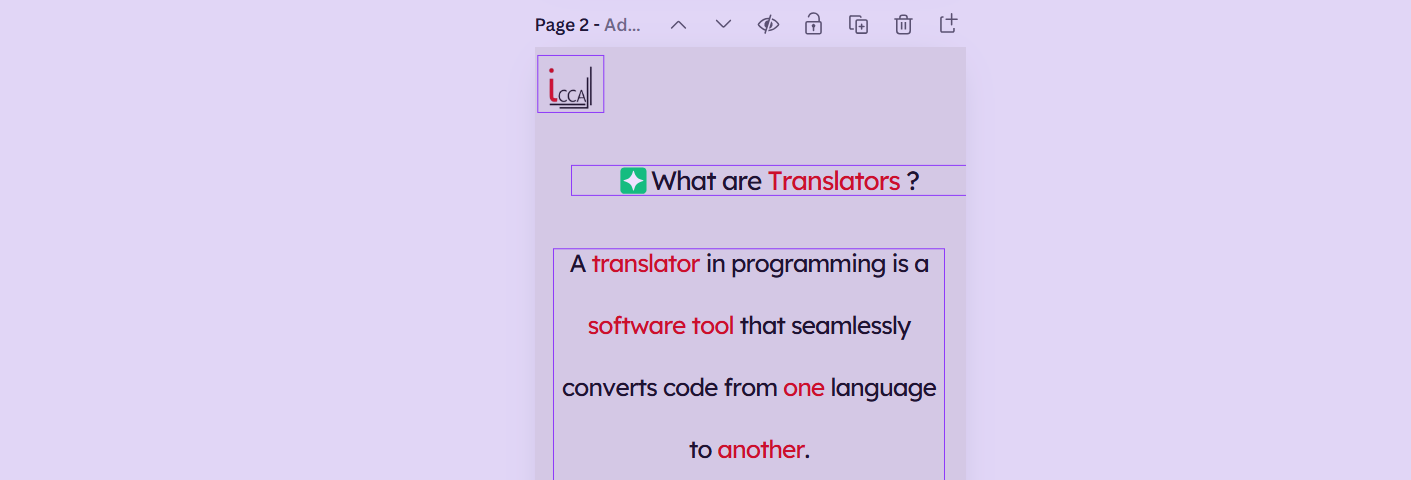 Page 2 - Ad...
iCCA
What are Translators ?
A translator in programming is a
software tool that seamlessly
converts code from one language
to another.